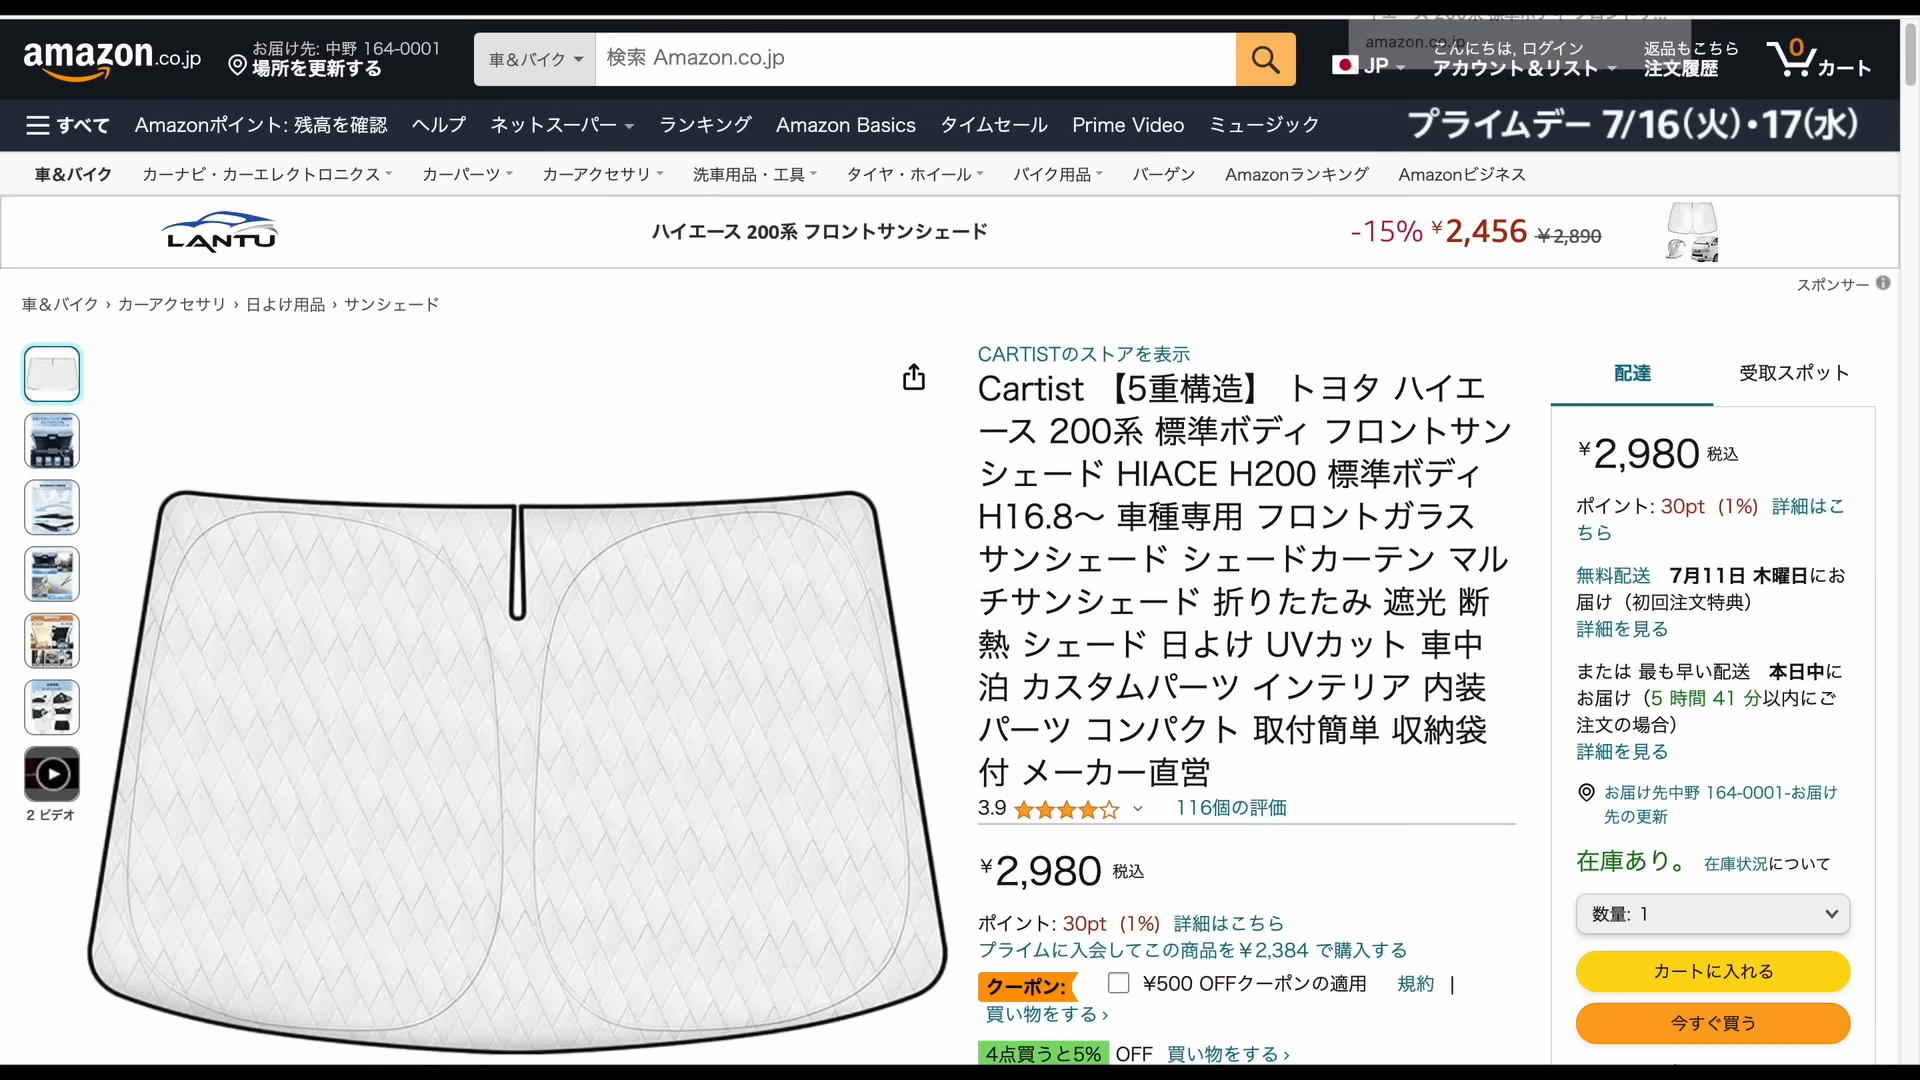 amazon.co.jp
お届け先: 中野 164-0001
場所を更新する
車＆バイク
検索 Amazon.co.jp
amazon.co.jp
JP
こんにちは, ログイン
アカウント＆リスト
返品もこちら
注文履歴
0
カート
すべて Amazonポイント: 残高を確認 ヘルプ ネットスーパー ランキング Amazon Basics タイムセール Prime Video ミュージック
プライムデー 7/16(火)・17(水)
車＆バイク カーナビ・カーエレクトロニクス カーパーツ カーアクセサリ 洗車用品・工具 タイヤ・ホイール バイク用品 バーゲン Amazonランキング Amazonビジネス
LANTU
ハイエース 200系 フロントサンシェード
-15% ￥2,456 ￥2,890
スポンサー
車＆バイク › カーアクセサリ › 日よけ用品 › サンシェード
2 ビデオ
CARTISTのストアを表示
Cartist 【5重構造】 トヨタ ハイエ
ース 200系 標準ボディ フロントサン
シェード HIACE H200 標準ボディ
H16.8〜 車種専用 フロントガラス
サンシェード シェードカーテン マル
チサンシェード 折りたたみ 遮光 断
熱 シェード 日よけ UVカット 車中
泊 カスタムパーツ インテリア 内装
パーツ コンパクト 取付簡単 収納袋
付 メーカー直営
3.9 116個の評価
￥2,980 税込
ポイント: 30pt (1%) 詳細はこちら
プライムに入会してこの商品を￥2,384 で購入する
クーポン: ¥500 OFFクーポンの適用 規約 |
買い物をする ›
4点買うと5% OFF 買い物をする ›
配達
受取スポット
￥2,980 税込
ポイント: 30pt (1%) 詳細はこ
ちら
無料配送 7月11日 木曜日にお
届け（初回注文特典）
詳細を見る
または 最も早い配送 本日中に
お届け（5 時間 41 分以内にご
注文の場合）
詳細を見る
お届け先中野 164-0001-お届け
先の更新
在庫あり。 在庫状況について
数量: 1
カートに入れる
今すぐ買う